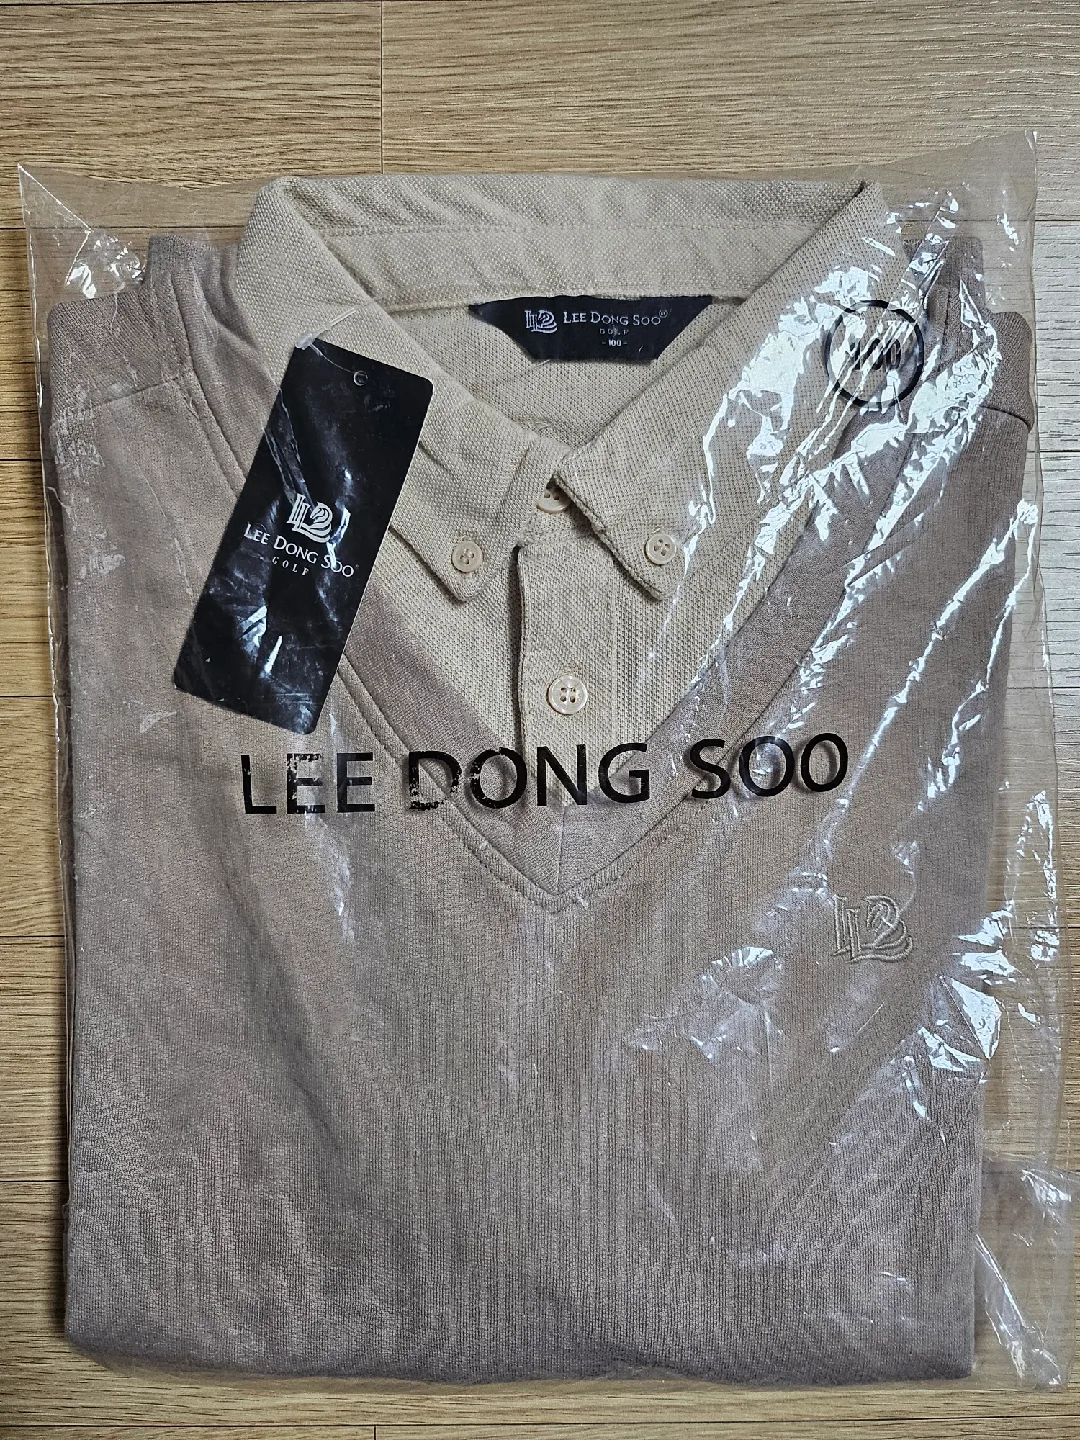 LEE DONG SOO®
GOLF
- 100 -
100
LEE DONG SOO
GOLF
LEE DONG SOO